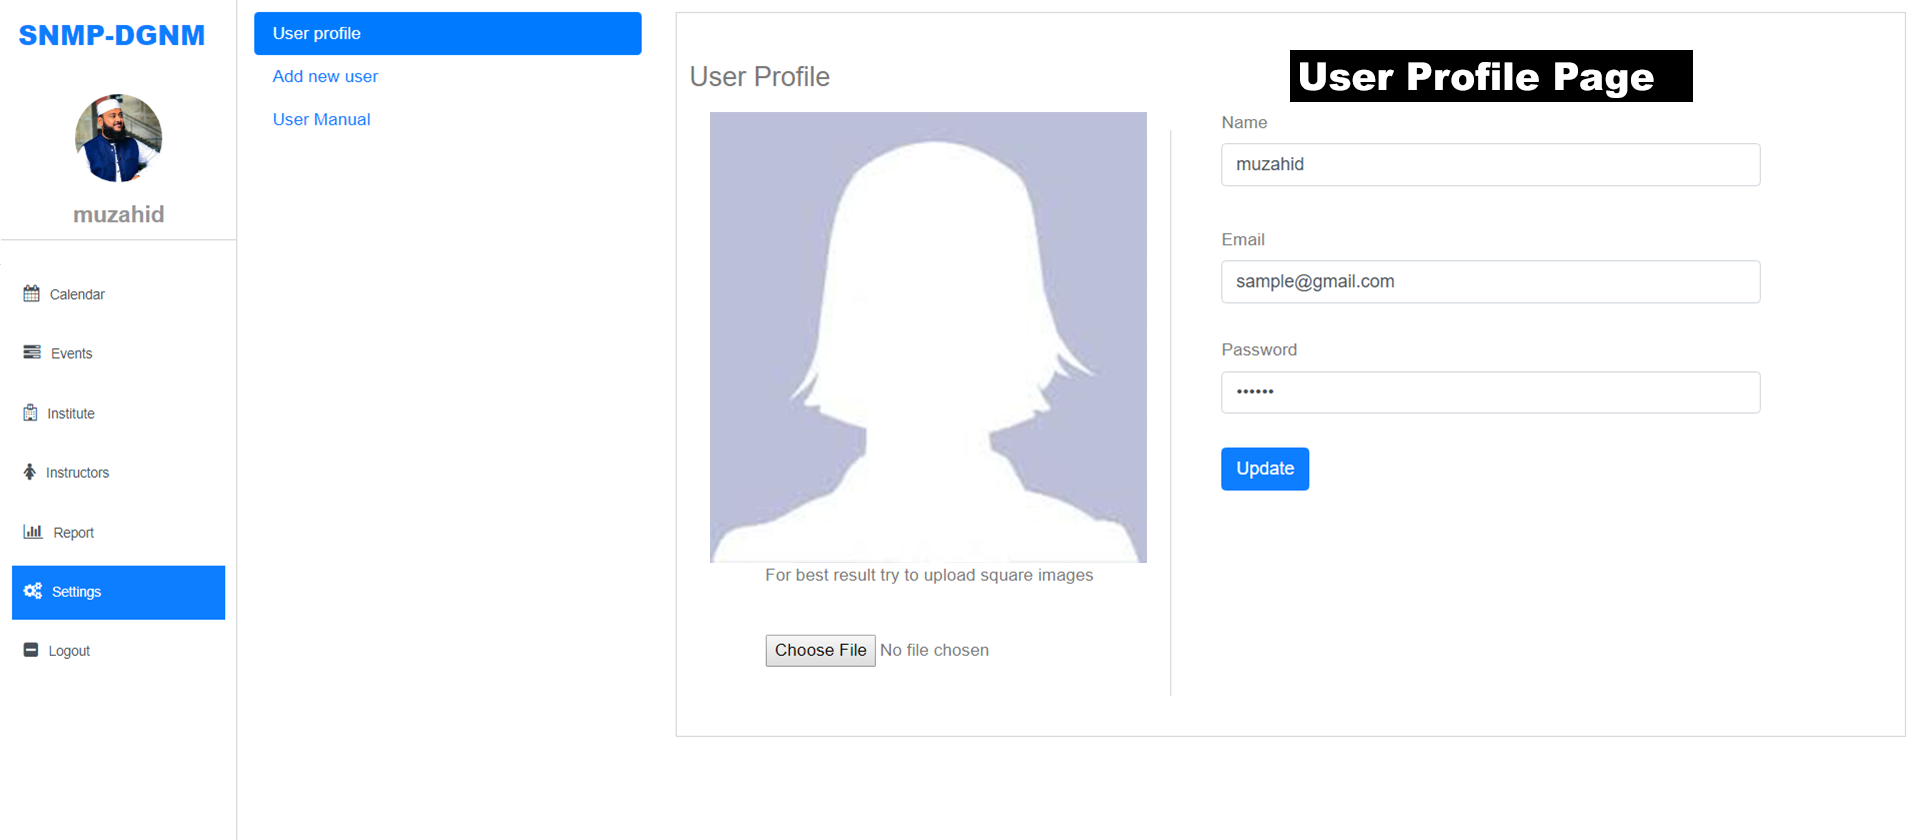 SNMP-DGNM
muzahid
Calendar
Events
Institute
Instructors
Report
Settings
Logout
User profile
Add new user
User Manual
User Profile
For best result try to upload square images
Choose File No file chosen
User Profile Page
Name
muzahid
Email
sample@gmail.com
Password
••••••
Update